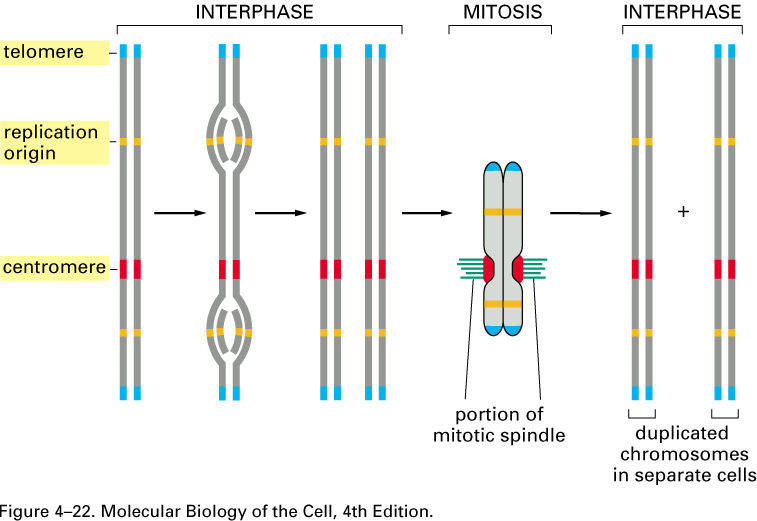 INTERPHASE
MITOSIS
INTERPHASE
telomere
replication
origin
centromere
+
portion of
mitotic spindle
duplicated
chromosomes
in separate cells
Figure 4–22. Molecular Biology of the Cell, 4th Edition.